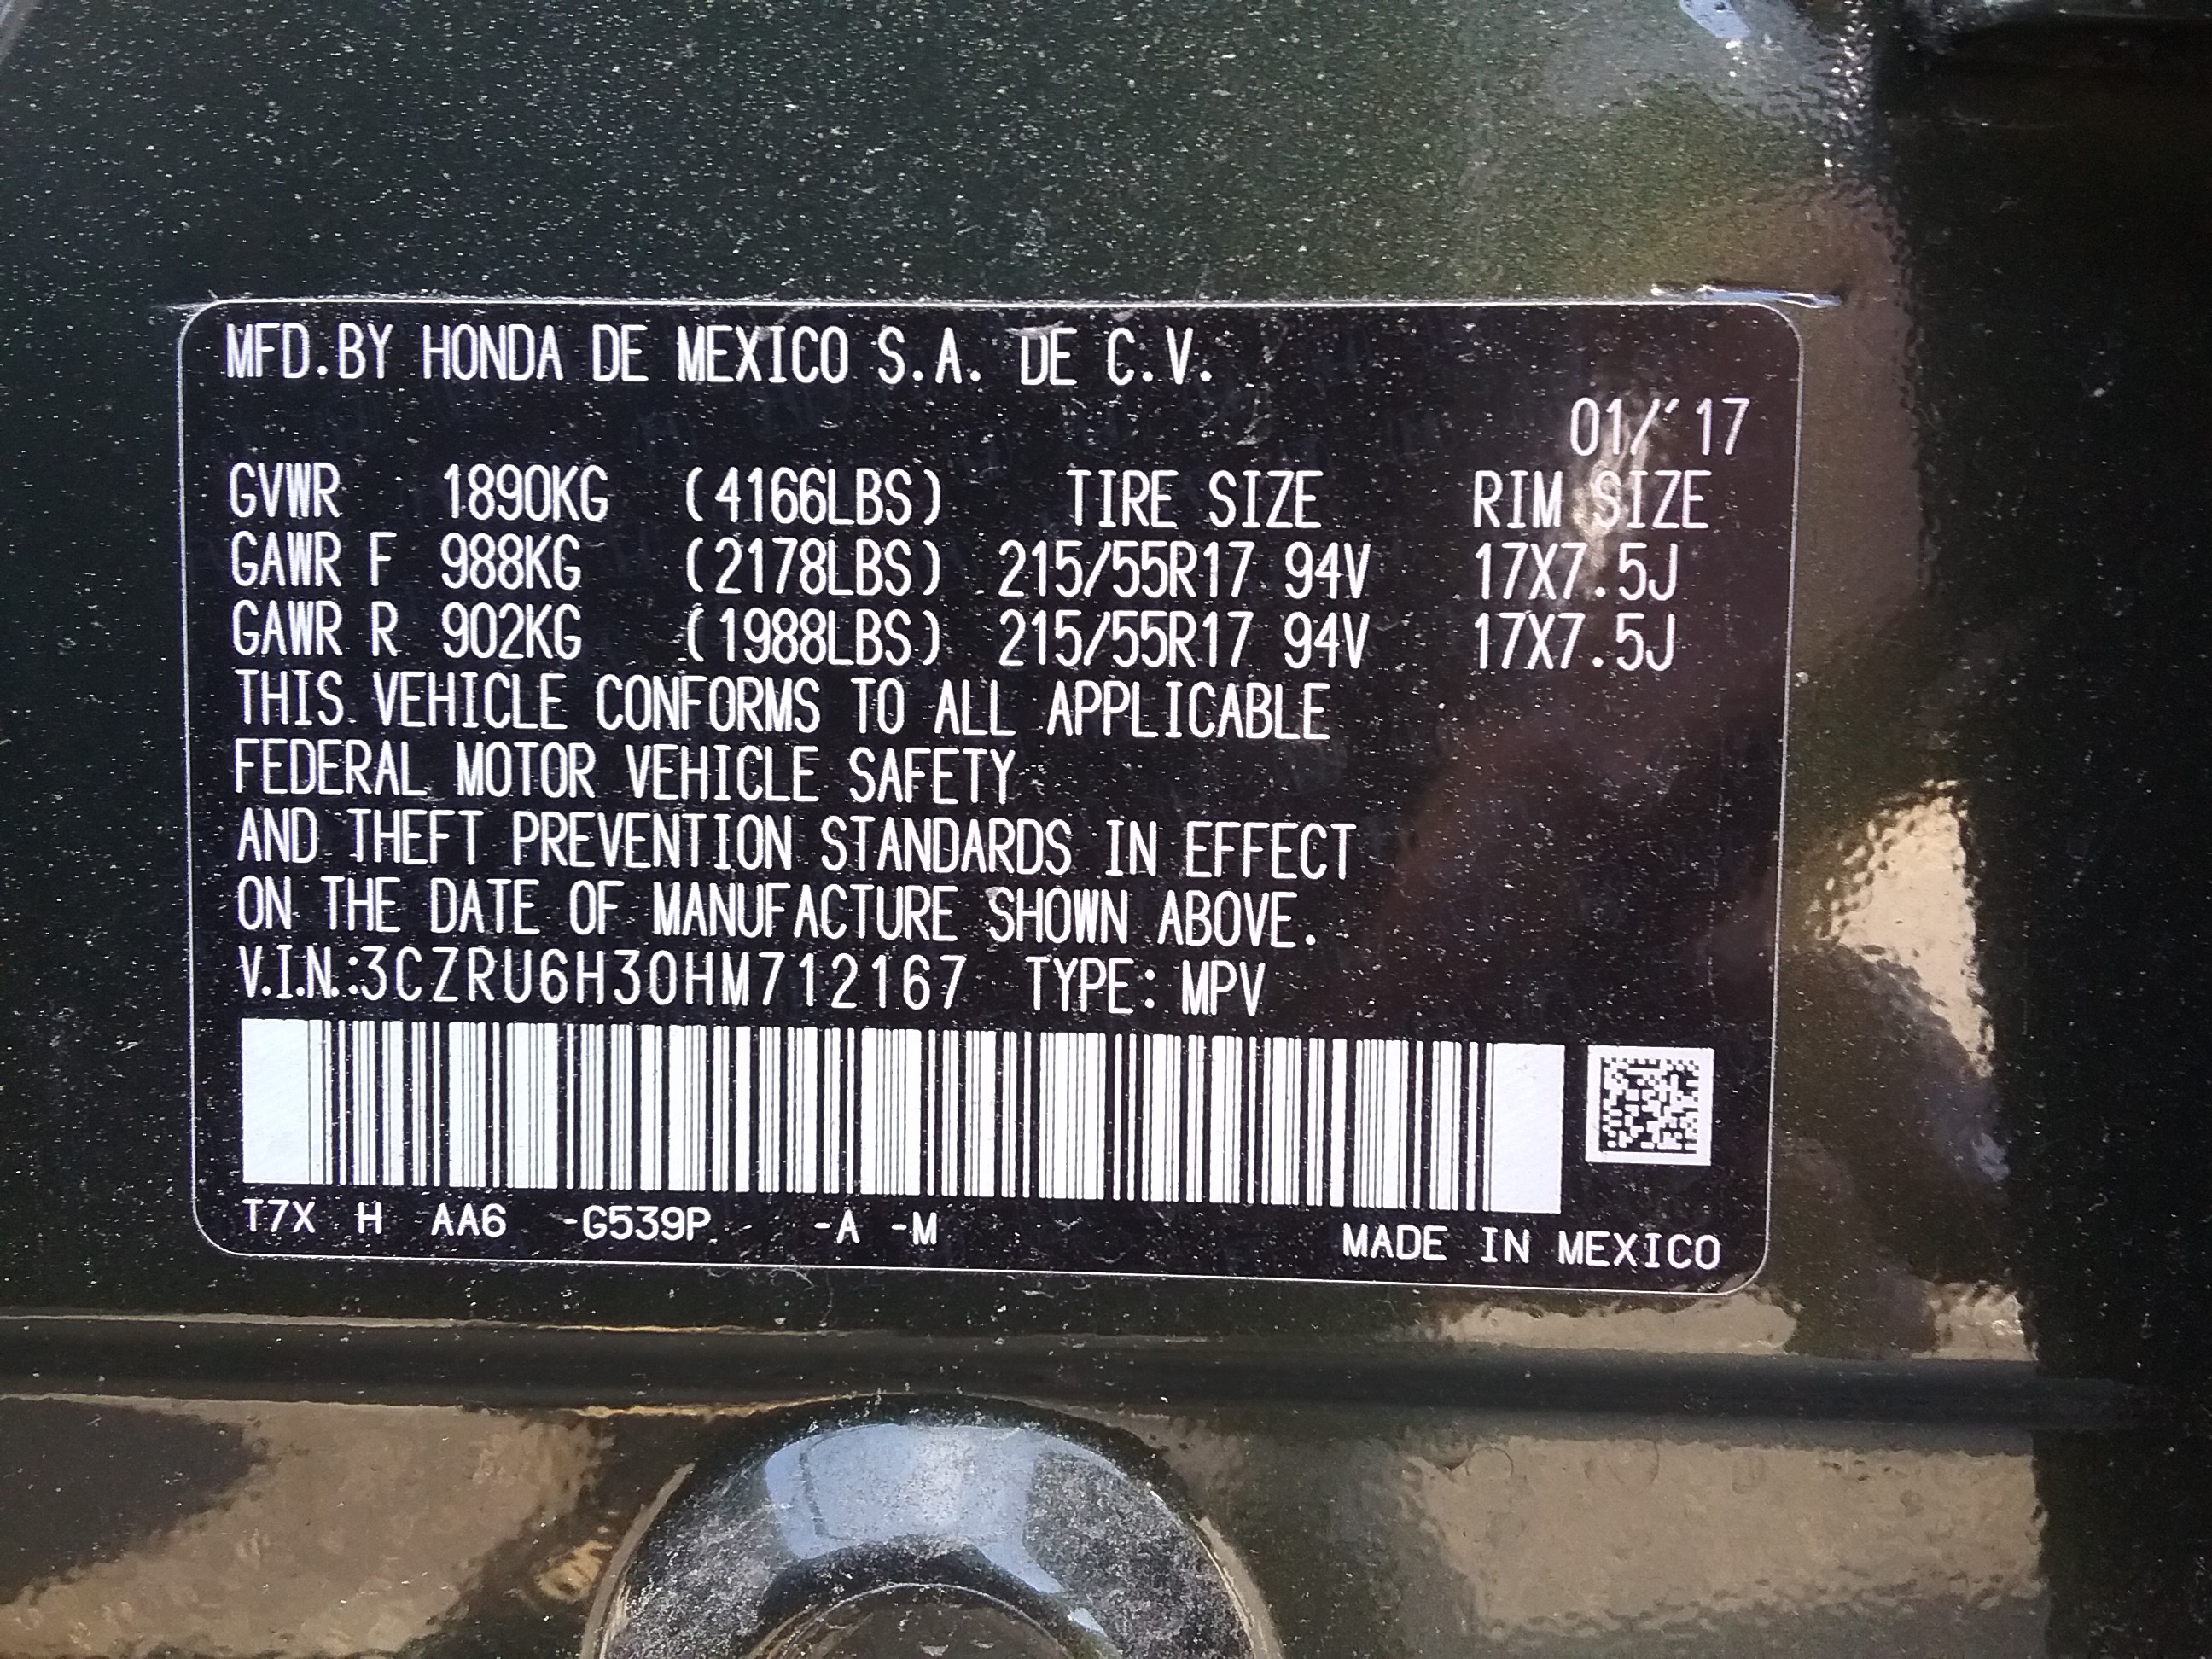 MFD.BY HONDA DE MEXICO S.A. DE C.V.
01/'17
GVWR 1890KG (4166LBS) TIRE SIZE RIM SIZE
GAWR F 988KG (2178LBS) 215/55R17 94V 17X7.5J
GAWR R 902KG (1988LBS) 215/55R17 94V 17X7.5J
THIS VEHICLE CONFORMS TO ALL APPLICABLE
FEDERAL MOTOR VEHICLE SAFETY
AND THEFT PREVENTION STANDARDS IN EFFECT
ON THE DATE OF MANUFACTURE SHOWN ABOVE.
V.I.N.:3CZRU6H30HM712167 TYPE: MPV
T7X H AA6 -G539P -A -M MADE IN MEXICO